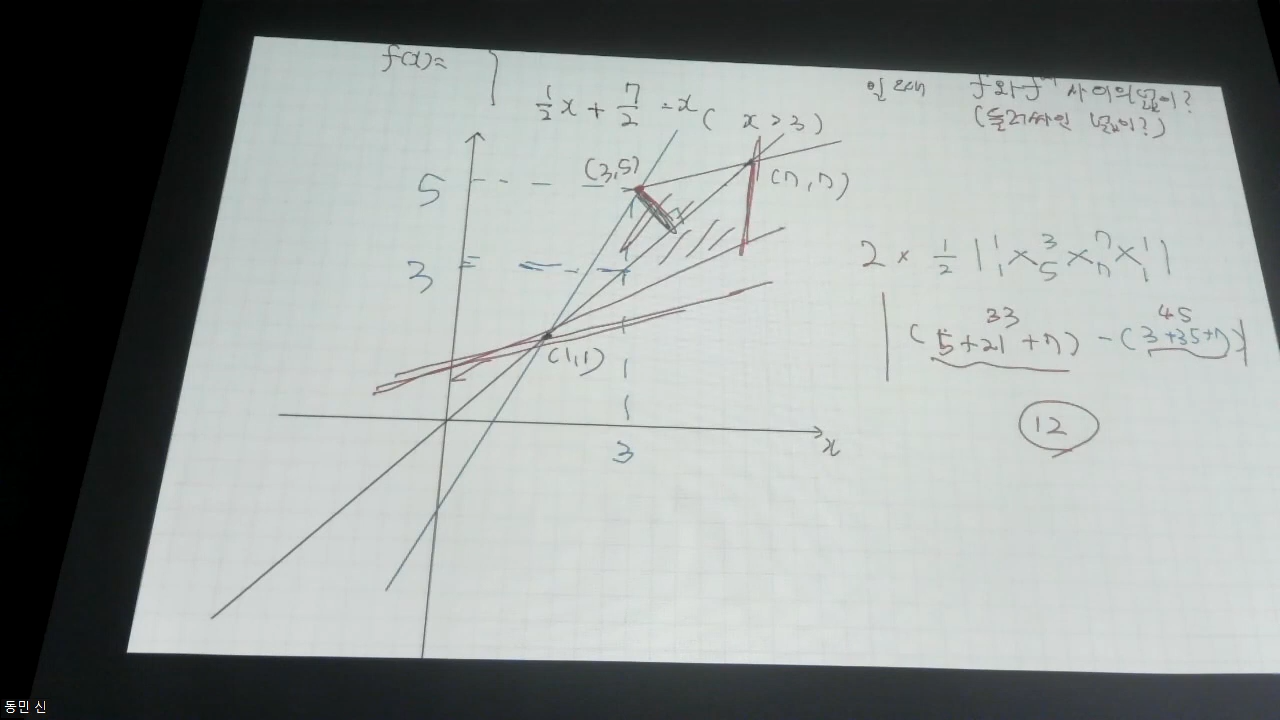 f(x)=
1/2 x + 7/2 = x ( x > 3 )
일 때 f와 f⁻¹ 사이의 넓이?
(둘러싸인 넓이?)
5
(3,5)
(7,7)
3
(1,1)
3
x
2 × 1/2 | 1 3 7 1
1 5 7 1 |
33 45
| (5+21+7) - (3+35+7) |
12
동민 신